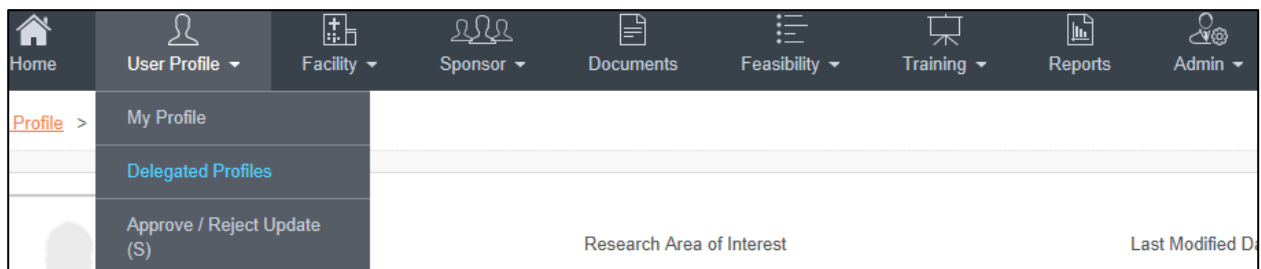 Home User Profile Facility Sponsor Documents Feasibility Training Reports Admin
Profile >
My Profile
Delegated Profiles
Approve / Reject Update
(S)
Research Area of Interest Last Modified